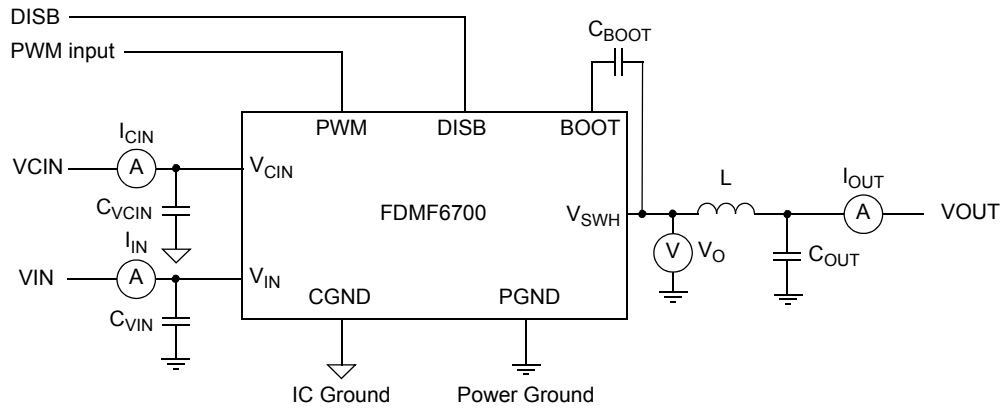 DISB
PWM input
C_BOOT
PWM DISB BOOT
I_CIN
A
VCIN
V_CIN
C_VCIN
FDMF6700
V_SWH
L
I_OUT
A
VOUT
I_IN
A
VIN
V_IN
C_VIN
V
V_O
C_OUT
CGND PGND
IC Ground Power Ground